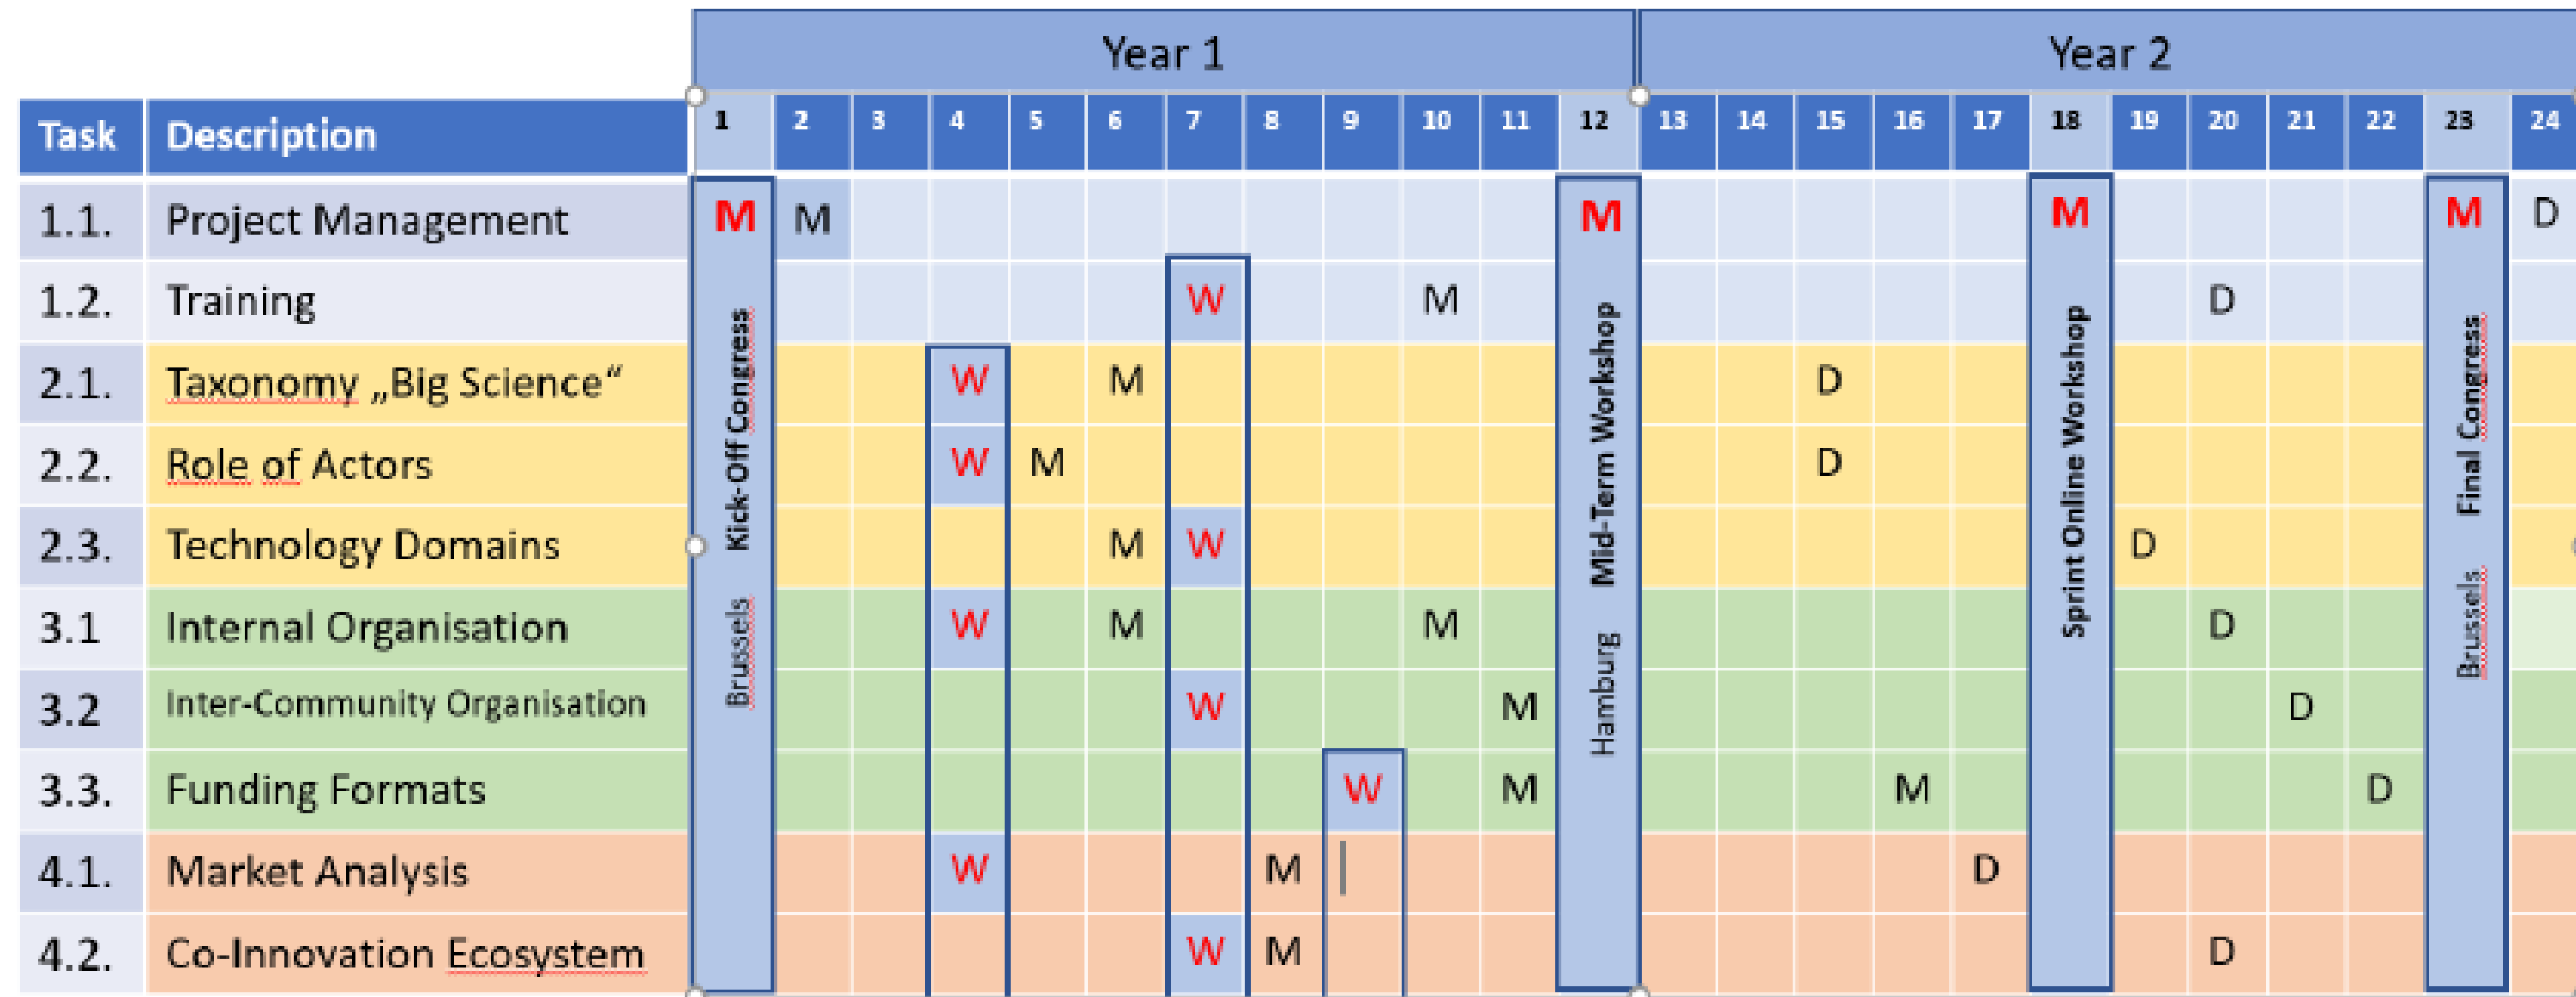 Year 1 Year 2
Task Description 1 2 3 4 5 6 7 8 9 10 11 12 13 14 15 16 17 18 19 20 21 22 23 24
1.1. Project Management M M M M M D
1.2. Training W M D
2.1. Taxonomy „Big Science“ W M D
2.2. Role of Actors W M D
2.3. Technology Domains M W D
3.1 Internal Organisation W M M D
3.2 Inter-Community Organisation W M D
3.3. Funding Formats W M M D
4.1. Market Analysis W M D
4.2. Co-Innovation Ecosystem W M D
Brussels Kick-Off Congress
Hamburg Mid-Term Workshop
Sprint Online Workshop
Brussels Final Congress